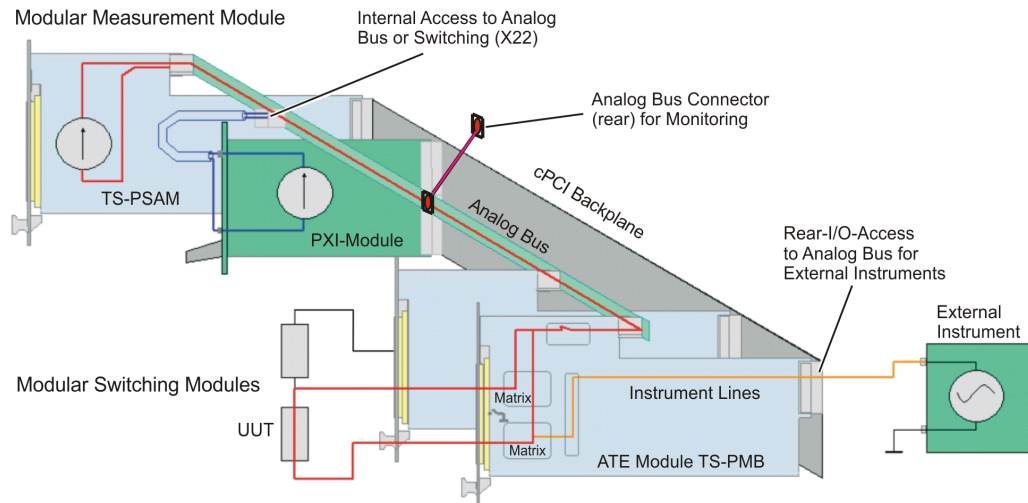 Modular Measurement Module
Internal Access to Analog
Bus or Switching (X22)
Analog Bus Connector
(rear) for Monitoring
cPCI Backplane
TS-PSAM
PXI-Module
Analog Bus
Rear-I/O-Access
to Analog Bus for
External Instruments
External
Instrument
Modular Switching Modules
UUT
Matrix
Instrument Lines
Matrix
ATE Module TS-PMB